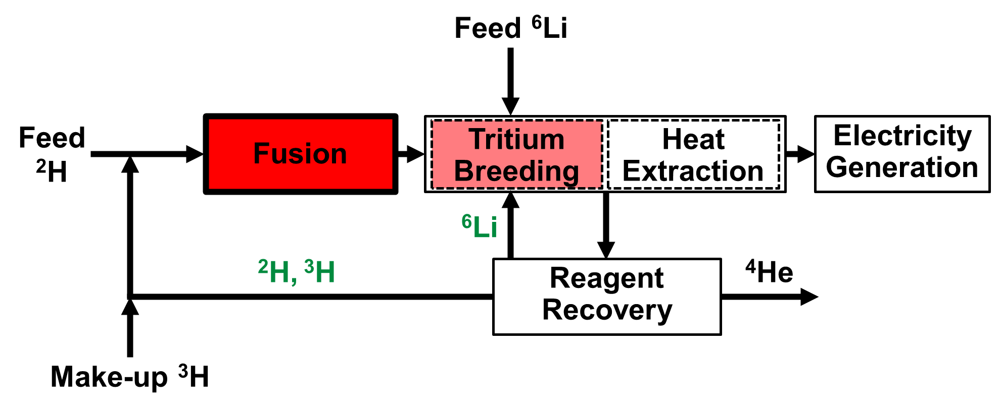 Feed ⁶Li
Feed
²H
Fusion
Tritium
Breeding
Heat
Extraction
Electricity
Generation
⁶Li
²H, ³H
Reagent
Recovery
⁴He
Make-up ³H